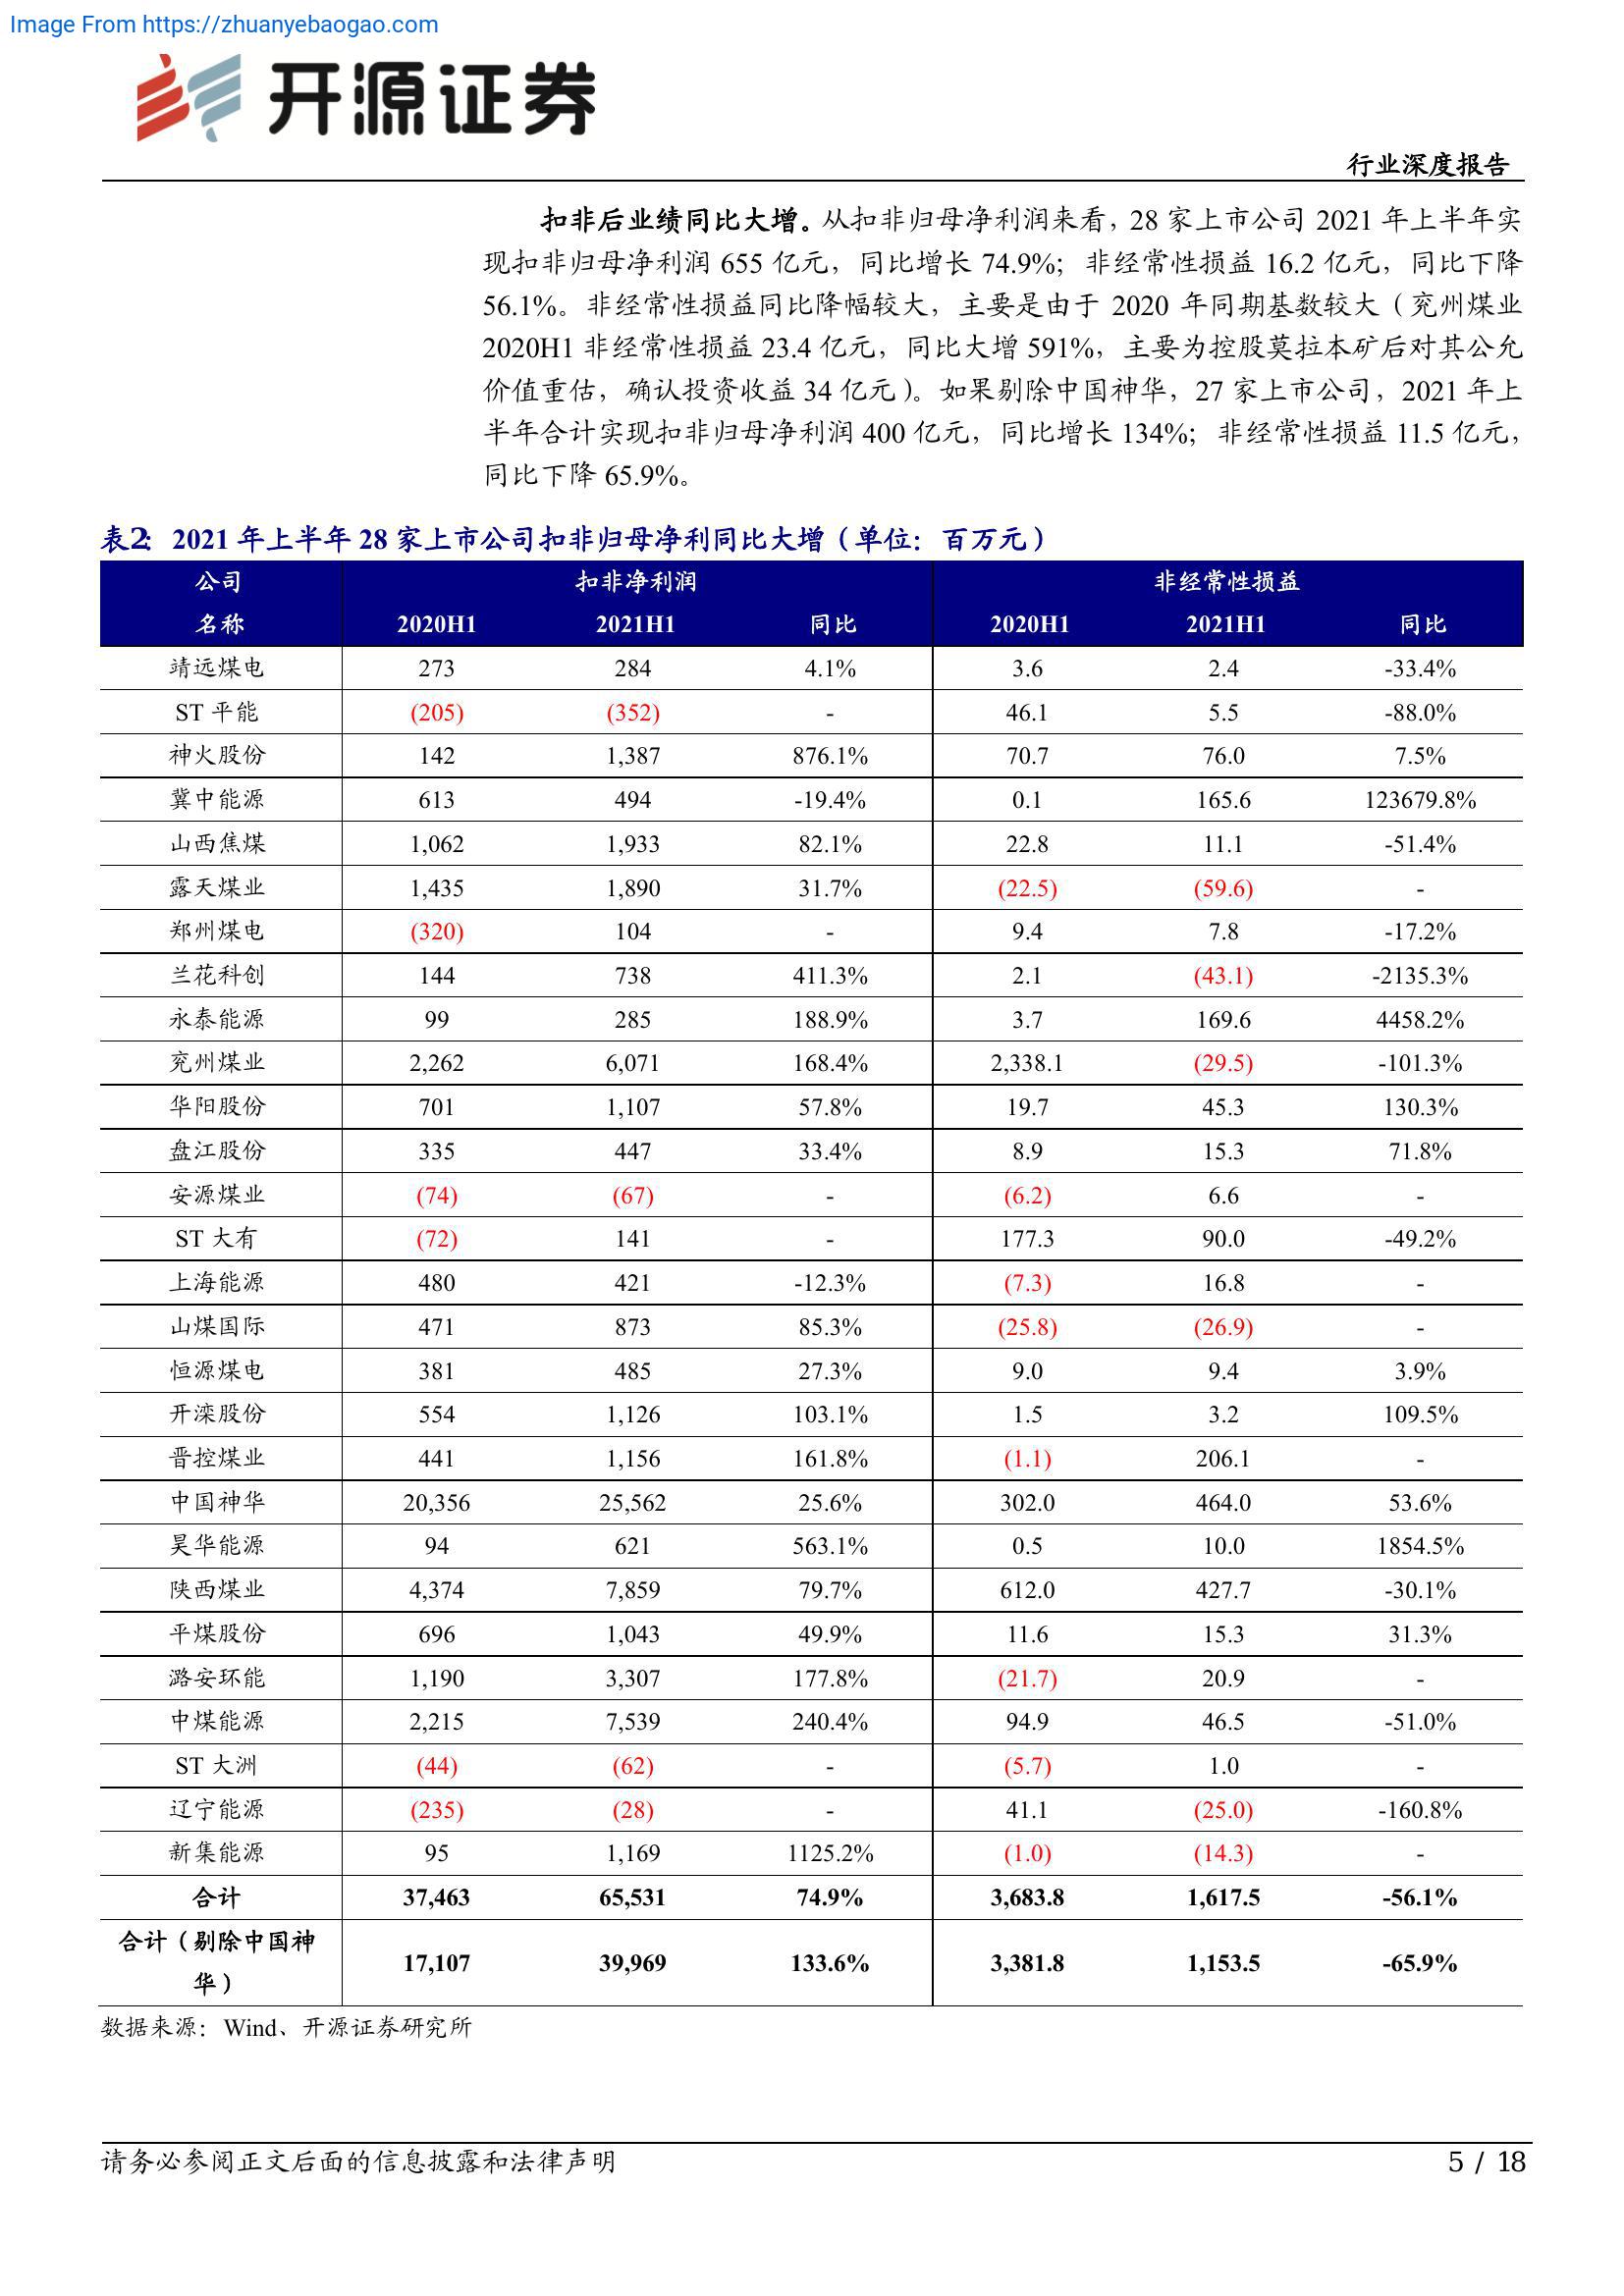 Image From https://zhuanyebaogao.com
开源证券
行业深度报告
扣非后业绩同比大增。从扣非归母净利润来看，28 家上市公司 2021 年上半年实
现扣非归母净利润 655 亿元，同比增长 74.9%；非经常性损益 16.2 亿元，同比下降
56.1%。非经常性损益同比降幅较大，主要是由于 2020 年同期基数较大（兖州煤业
2020H1 非经常性损益 23.4 亿元，同比大增 591%，主要为控股莫拉本矿后对其公允
价值重估，确认投资收益 34 亿元）。如果剔除中国神华，27 家上市公司，2021 年上
半年合计实现扣非归母净利润 400 亿元，同比增长 134%；非经常性损益 11.5 亿元，
同比下降 65.9%。
表2：2021 年上半年 28 家上市公司扣非归母净利同比大增（单位：百万元）
公司 扣非净利润 非经常性损益
名称 2020H1 2021H1 同比 2020H1 2021H1 同比
靖远煤电 273 284 4.1% 3.6 2.4 -33.4%
ST 平能 (205) (352) - 46.1 5.5 -88.0%
神火股份 142 1,387 876.1% 70.7 76.0 7.5%
冀中能源 613 494 -19.4% 0.1 165.6 123679.8%
山西焦煤 1,062 1,933 82.1% 22.8 11.1 -51.4%
露天煤业 1,435 1,890 31.7% (22.5) (59.6) -
郑州煤电 (320) 104 - 9.4 7.8 -17.2%
兰花科创 144 738 411.3% 2.1 (43.1) -2135.3%
永泰能源 99 285 188.9% 3.7 169.6 4458.2%
兖州煤业 2,262 6,071 168.4% 2,338.1 (29.5) -101.3%
华阳股份 701 1,107 57.8% 19.7 45.3 130.3%
盘江股份 335 447 33.4% 8.9 15.3 71.8%
安源煤业 (74) (67) - (6.2) 6.6 -
ST 大有 (72) 141 - 177.3 90.0 -49.2%
上海能源 480 421 -12.3% (7.3) 16.8 -
山煤国际 471 873 85.3% (25.8) (26.9) -
恒源煤电 381 485 27.3% 9.0 9.4 3.9%
开滦股份 554 1,126 103.1% 1.5 3.2 109.5%
晋控煤业 441 1,156 161.8% (1.1) 206.1 -
中国神华 20,356 25,562 25.6% 302.0 464.0 53.6%
昊华能源 94 621 563.1% 0.5 10.0 1854.5%
陕西煤业 4,374 7,859 79.7% 612.0 427.7 -30.1%
平煤股份 696 1,043 49.9% 11.6 15.3 31.3%
潞安环能 1,190 3,307 177.8% (21.7) 20.9 -
中煤能源 2,215 7,539 240.4% 94.9 46.5 -51.0%
ST 大洲 (44) (62) - (5.7) 1.0 -
辽宁能源 (235) (28) - 41.1 (25.0) -160.8%
新集能源 95 1,169 1125.2% (1.0) (14.3) -
合计 37,463 65,531 74.9% 3,683.8 1,617.5 -56.1%
合计（剔除中国神
华） 17,107 39,969 133.6% 3,381.8 1,153.5 -65.9%
数据来源：Wind、开源证券研究所
请务必参阅正文后面的信息披露和法律声明 5 / 18